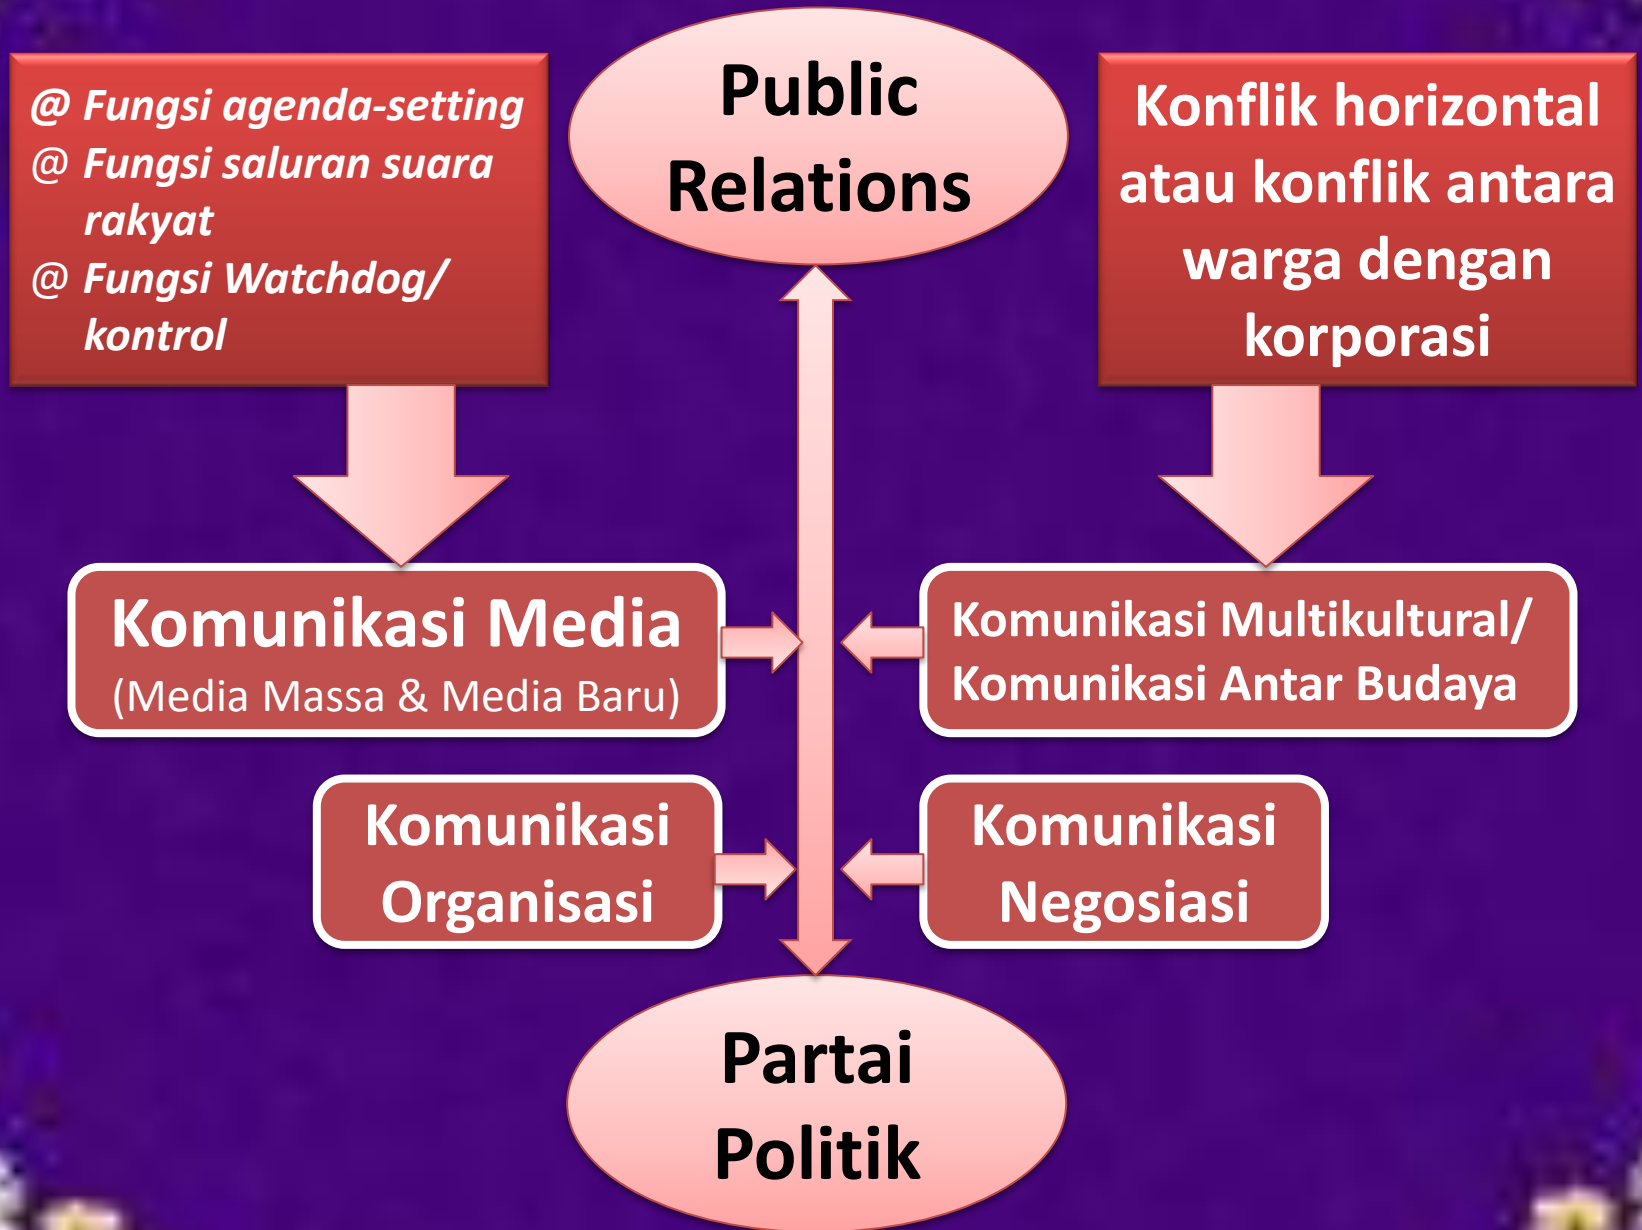 @ Fungsi agenda-setting
@ Fungsi saluran suara
rakyat
@ Fungsi Watchdog/
kontrol
Public
Relations
Konflik horizontal
atau konflik antara
warga dengan
korporasi
Komunikasi Media
(Media Massa & Media Baru)
Komunikasi Multikultural/
Komunikasi Antar Budaya
Komunikasi
Organisasi
Komunikasi
Negosiasi
Partai
Politik